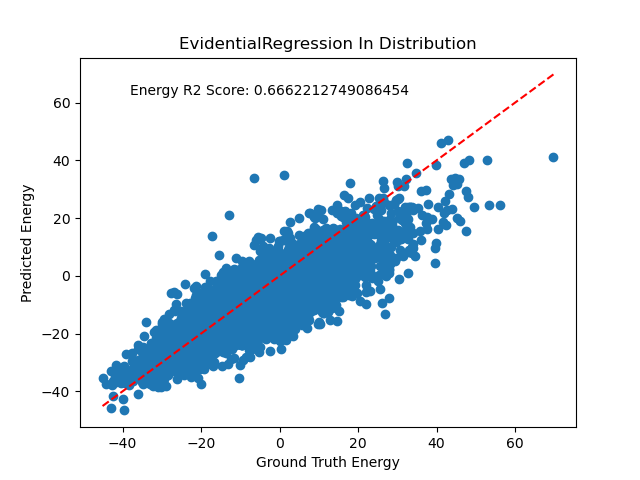 EvidentialRegression In Distribution
Energy R2 Score: 0.6662212749086454
Predicted Energy
60
40
20
0
−20
−40
−40 −20 0 20 40 60
Ground Truth Energy